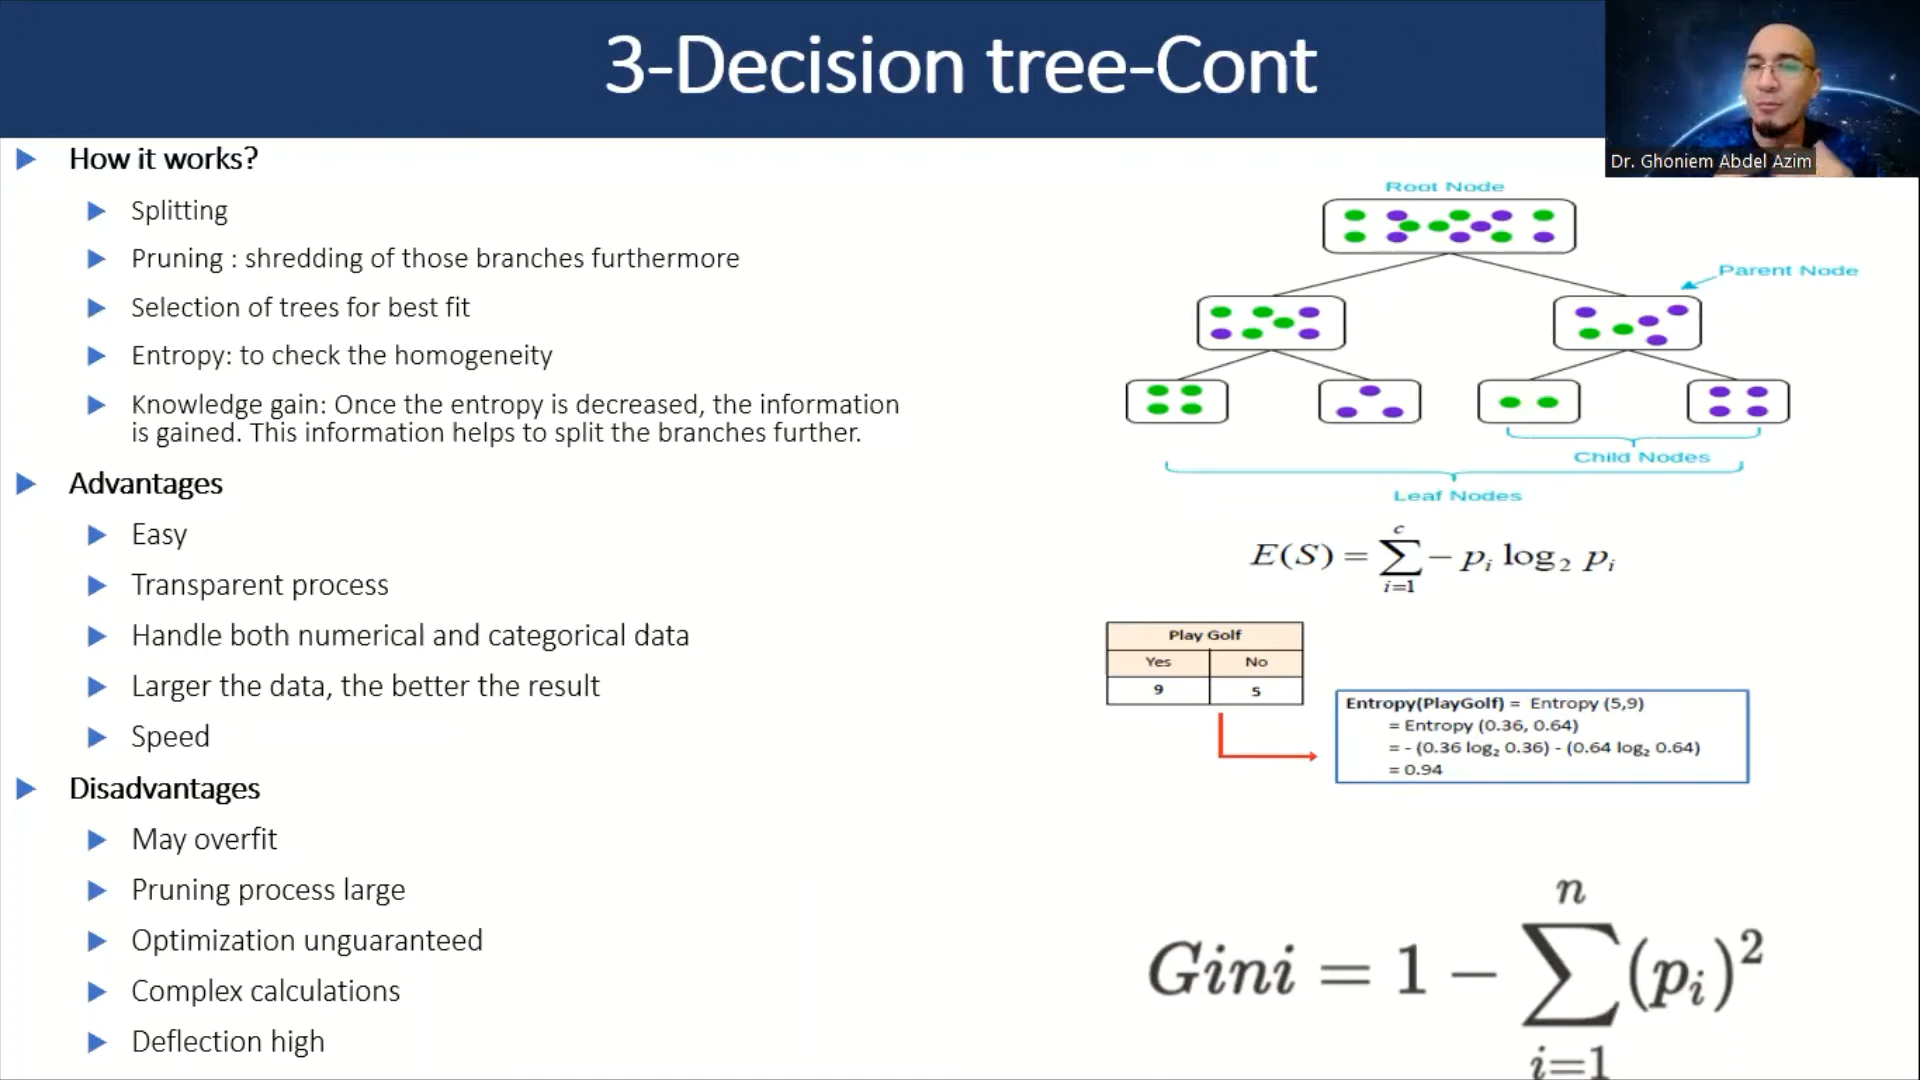 3-Decision tree-Cont
Dr. Ghoniem Abdel Azim
How it works?
Splitting
Pruning : shredding of those branches furthermore
Selection of trees for best fit
Entropy: to check the homogeneity
Knowledge gain: Once the entropy is decreased, the information
is gained. This information helps to split the branches further.
Advantages
Easy
Transparent process
Handle both numerical and categorical data
Larger the data, the better the result
Speed
Disadvantages
May overfit
Pruning process large
Optimization unguaranteed
Complex calculations
Deflection high
Root Node
Parent Node
Child Nodes
Leaf Nodes
E(S) = ∑_{i=1}^{c} − p_i log₂ p_i
Play Golf
Yes No
9 5
Entropy(PlayGolf) = Entropy (5,9)
= Entropy (0.36, 0.64)
= - (0.36 log₂ 0.36) - (0.64 log₂ 0.64)
= 0.94
Gini = 1 − ∑_{i=1}^{n} (p_i)²